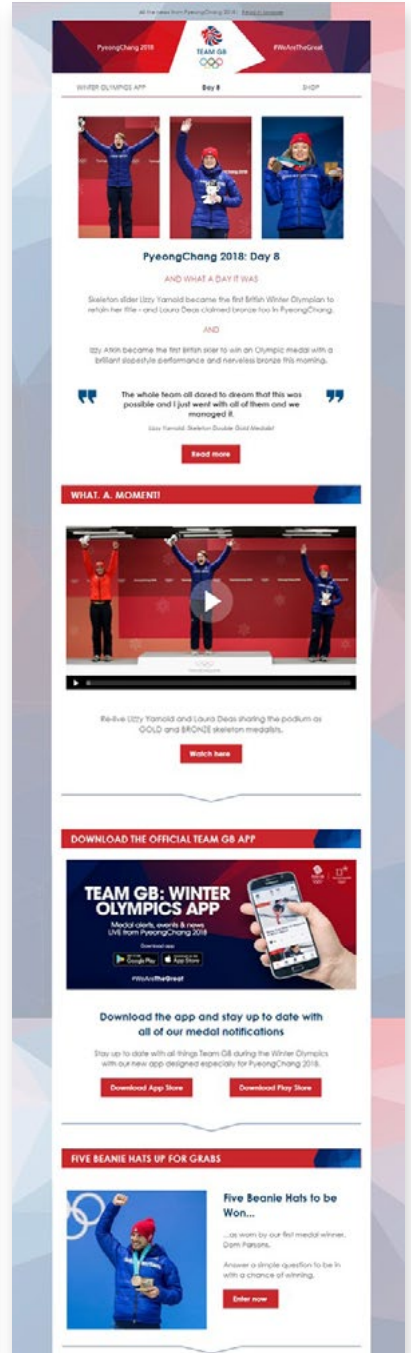 All the news from PyeongChang 2018 |
PyeongChang 2018
TEAM GB
#WeAreTheGreat
WINTER OLYMPICS APP
Day 8
SHOP
PyeongChang 2018: Day 8
AND WHAT A DAY IT WAS
Skeleton slider Lizzy Yarnold became the first British Winter Olympian to
retain her title - and Laura Deas claimed bronze too in PyeongChang.
AND
Izzy Atkin became the first British skier to win an Olympic medal with a
brilliant slopestyle performance and nerveless bronze this morning.
The whole team all dared to dream that this was
possible and I just went with all of them and we
managed it.
Lizzy Yarnold: Skeleton Double Gold Medalist
Read more
WHAT. A. MOMENT!
Re-live Lizzy Yarnold and Laura Deas sharing the podium as
GOLD and BRONZE skeleton medalists.
Watch here
DOWNLOAD THE OFFICIAL TEAM GB APP
TEAM GB: WINTER
OLYMPICS APP
Medal alerts, events & news
LIVE from PyeongChang 2018
Download app
Google Play
App Store
#WeAreTheGreat
Download the app and stay up to date with
all of our medal notifications
Stay up to date with all things Team GB during the Winter Olympics
with our new app designed especially for PyeongChang 2018.
Download App Store
Download Play Store
FIVE BEANIE HATS UP FOR GRABS
Five Beanie Hats to be
Won...
...as worn by our first medal winner,
Dom Parsons.
Answer a simple question to be in
with a chance of winning.
Enter now